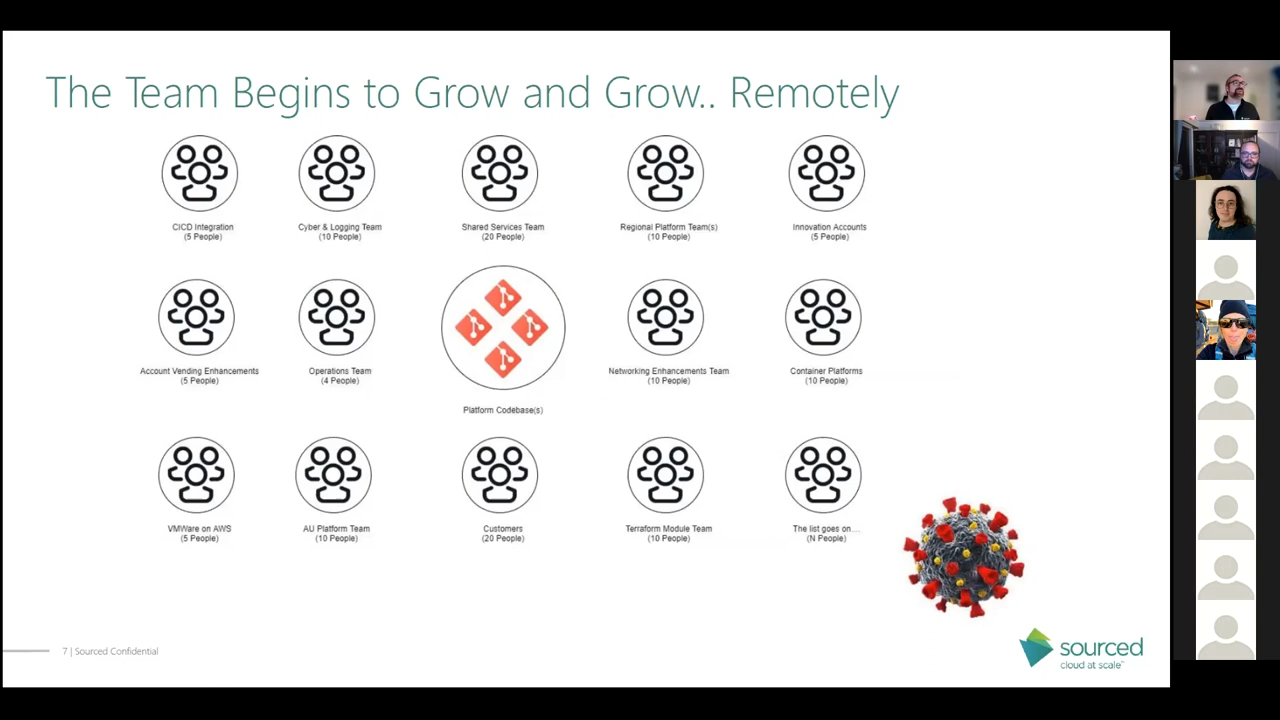 The Team Begins to Grow and Grow.. Remotely
CICD Integration
(5 People)
Cyber & Logging Team
(10 People)
Shared Services Team
(20 People)
Regional Platform Team(s)
(10 People)
Innovation Accounts
(5 People)
Account Vending Enhancements
(5 People)
Operations Team
(4 People)
Platform Codebase(s)
Networking Enhancements Team
(10 People)
Container Platforms
(10 People)
VMWare on AWS
(5 People)
AU Platform Team
(10 People)
Customers
(20 People)
Terraform Module Team
(10 People)
The list goes on....
(N People)
7 | Sourced Confidential
sourced
cloud at scale™